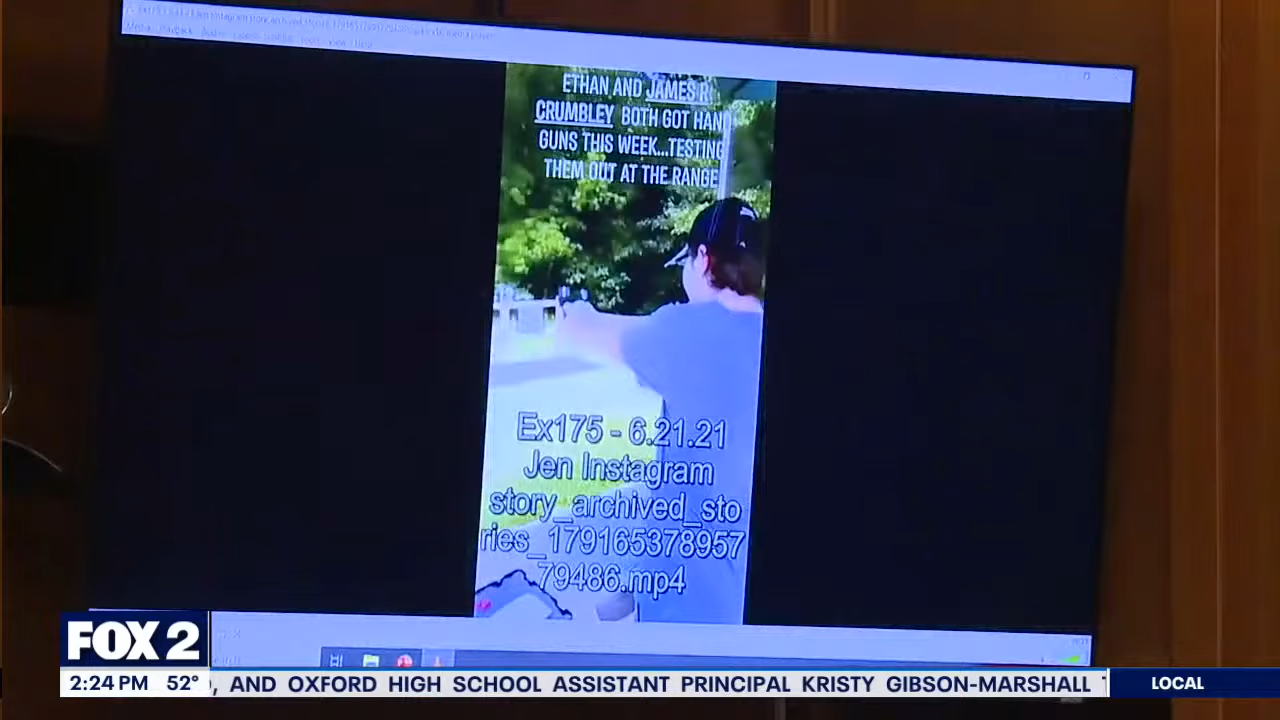 ETHAN AND JAMES R
CRUMBLEY BOTH GOT HAND
GUNS THIS WEEK...TESTING
THEM OUT AT THE RANGE
Ex175 - 6.21.21
Jen Instagram
story_archived_sto
ries_179165378957
79486.mp4
FOX 2
2:24 PM 52° , AND OXFORD HIGH SCHOOL ASSISTANT PRINCIPAL KRISTY GIBSON-MARSHALL LOCAL